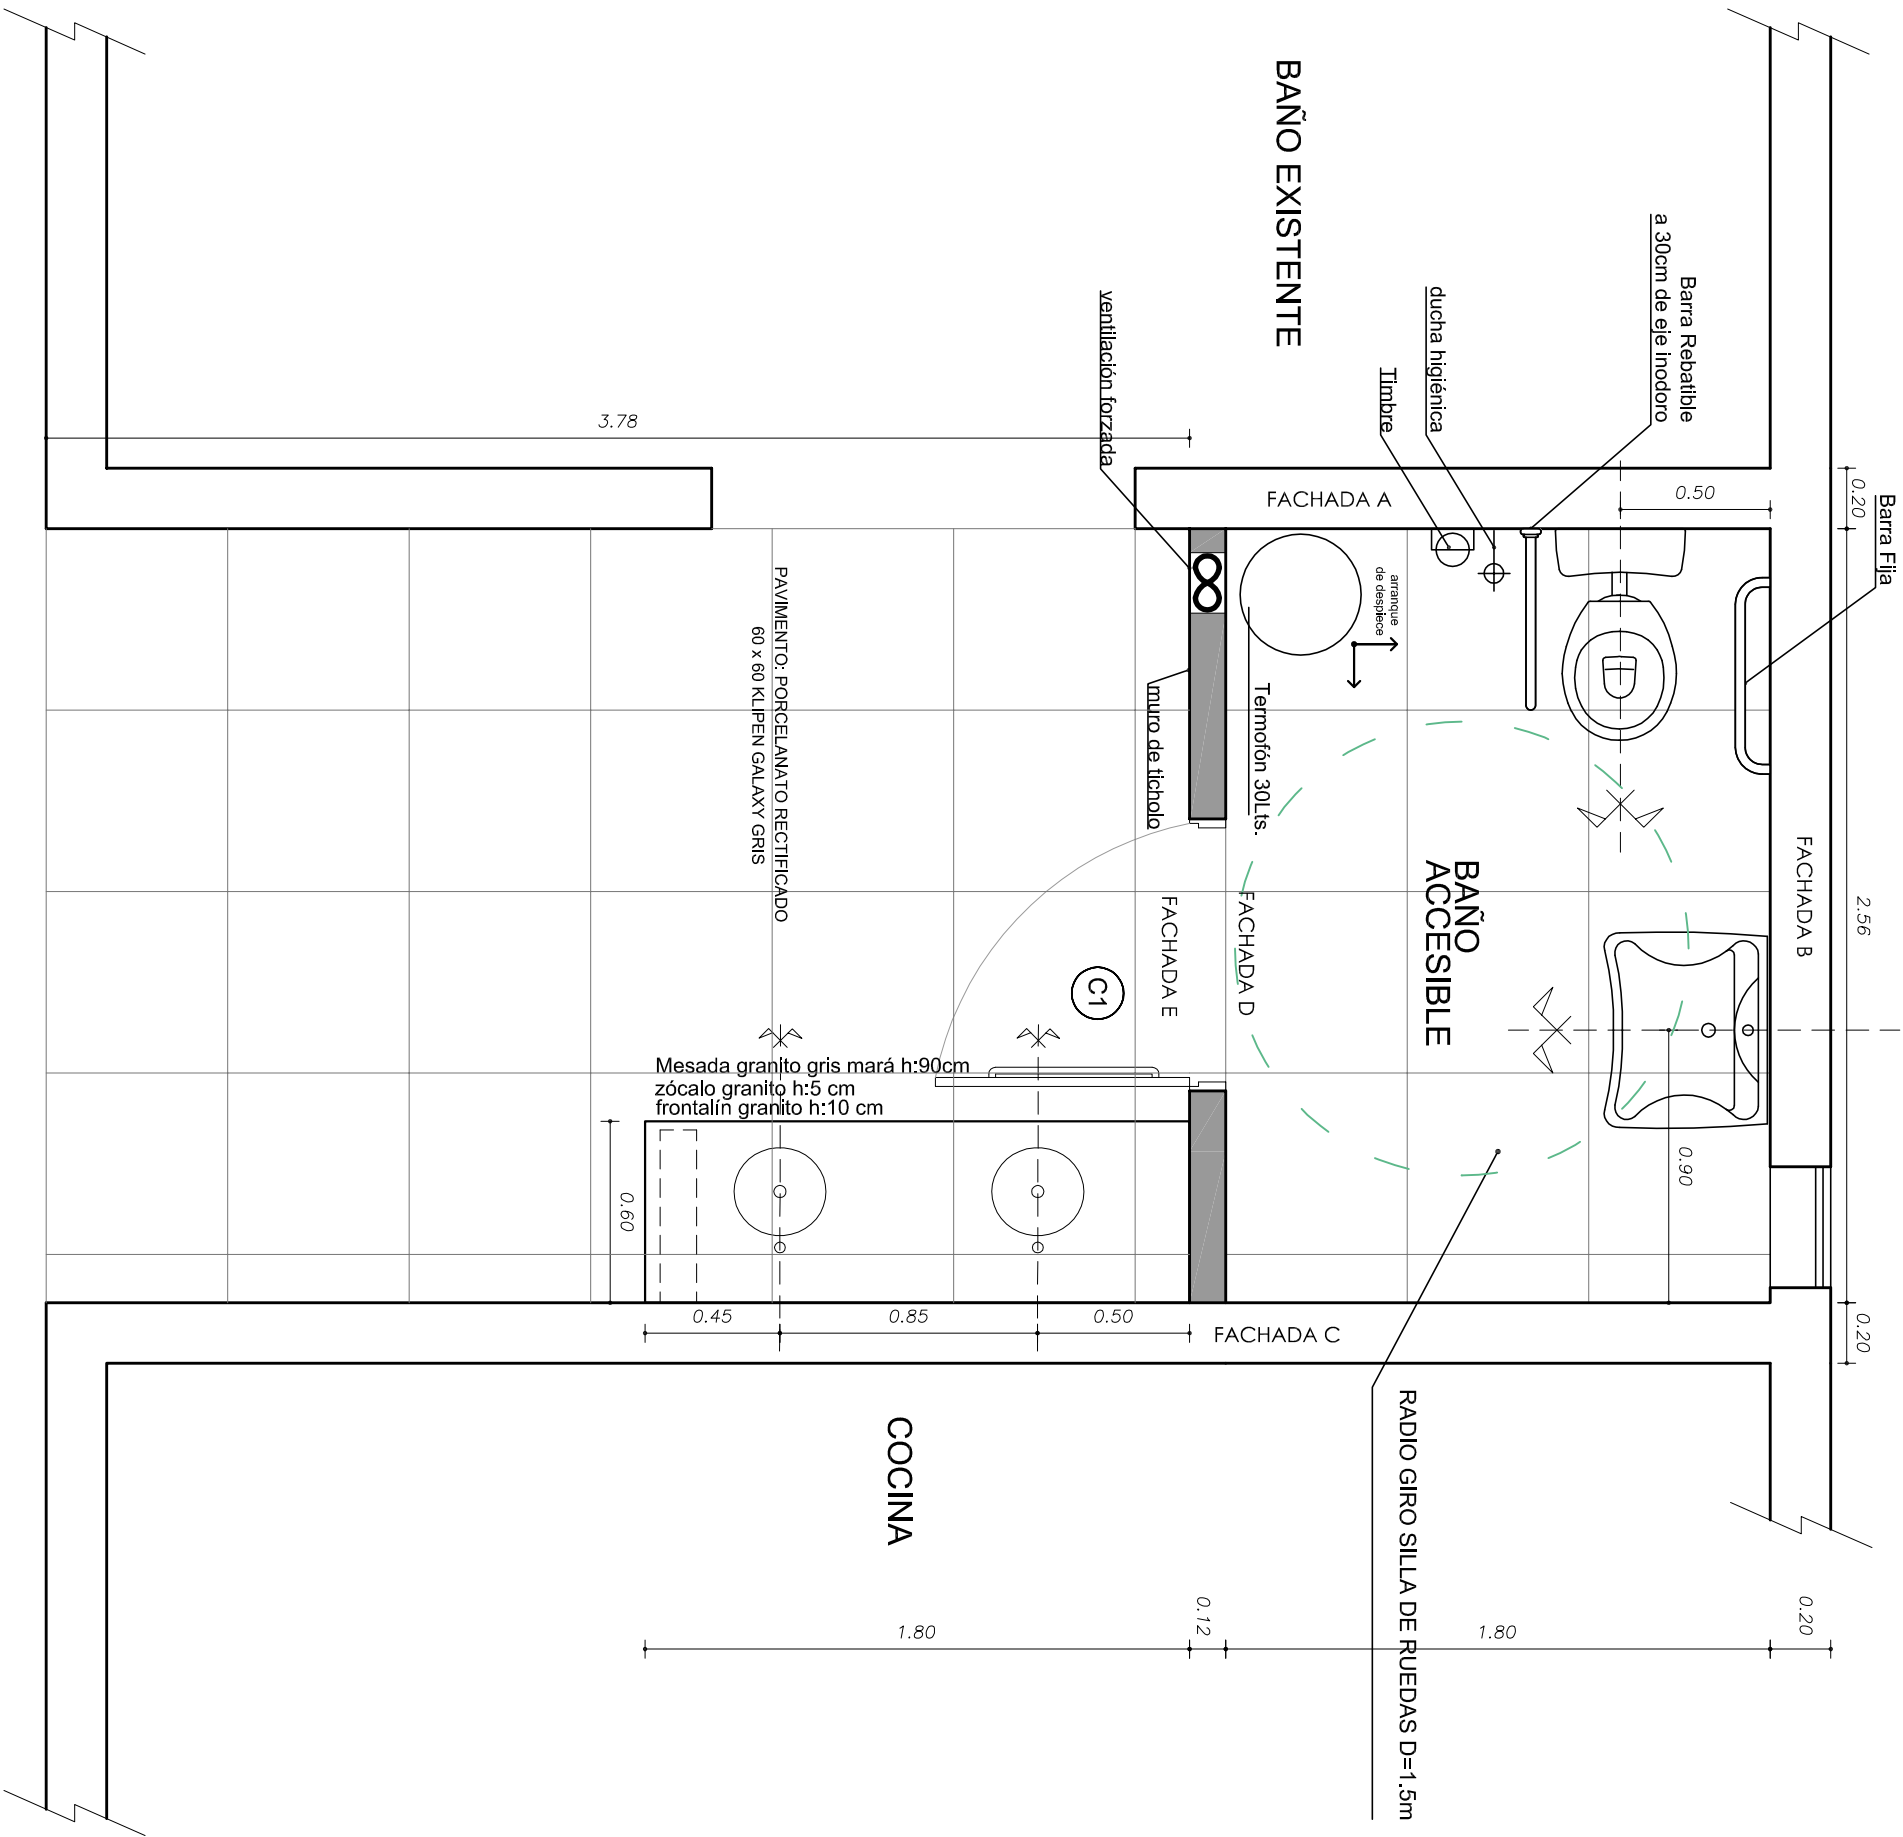 BAÑO EXISTENTE
Barra Rebatible
a 30cm de eje inodoro
ducha higiénica
Timbre
ventilación forzada
3.78
FACHADA A
0.50
0.20
Barra Fija
arranque
de despiece
Termofón 30Lts.
muro de ticholo
PAVIMENTO: PORCELANATO RECTIFICADO
60 x 60 KLIPEN GALAXY GRIS
BAÑO
ACCESIBLE
FACHADA B
2.56
FACHADA D
FACHADA E
C1
Mesada granito gris mará h:90cm
zócalo granito h:5 cm
frontalín granito h:10 cm
0.60
0.90
0.45
0.85
0.50
FACHADA C
0.20
COCINA
RADIO GIRO SILLA DE RUEDAS D=1.5m
1.80
0.12
1.80
0.20